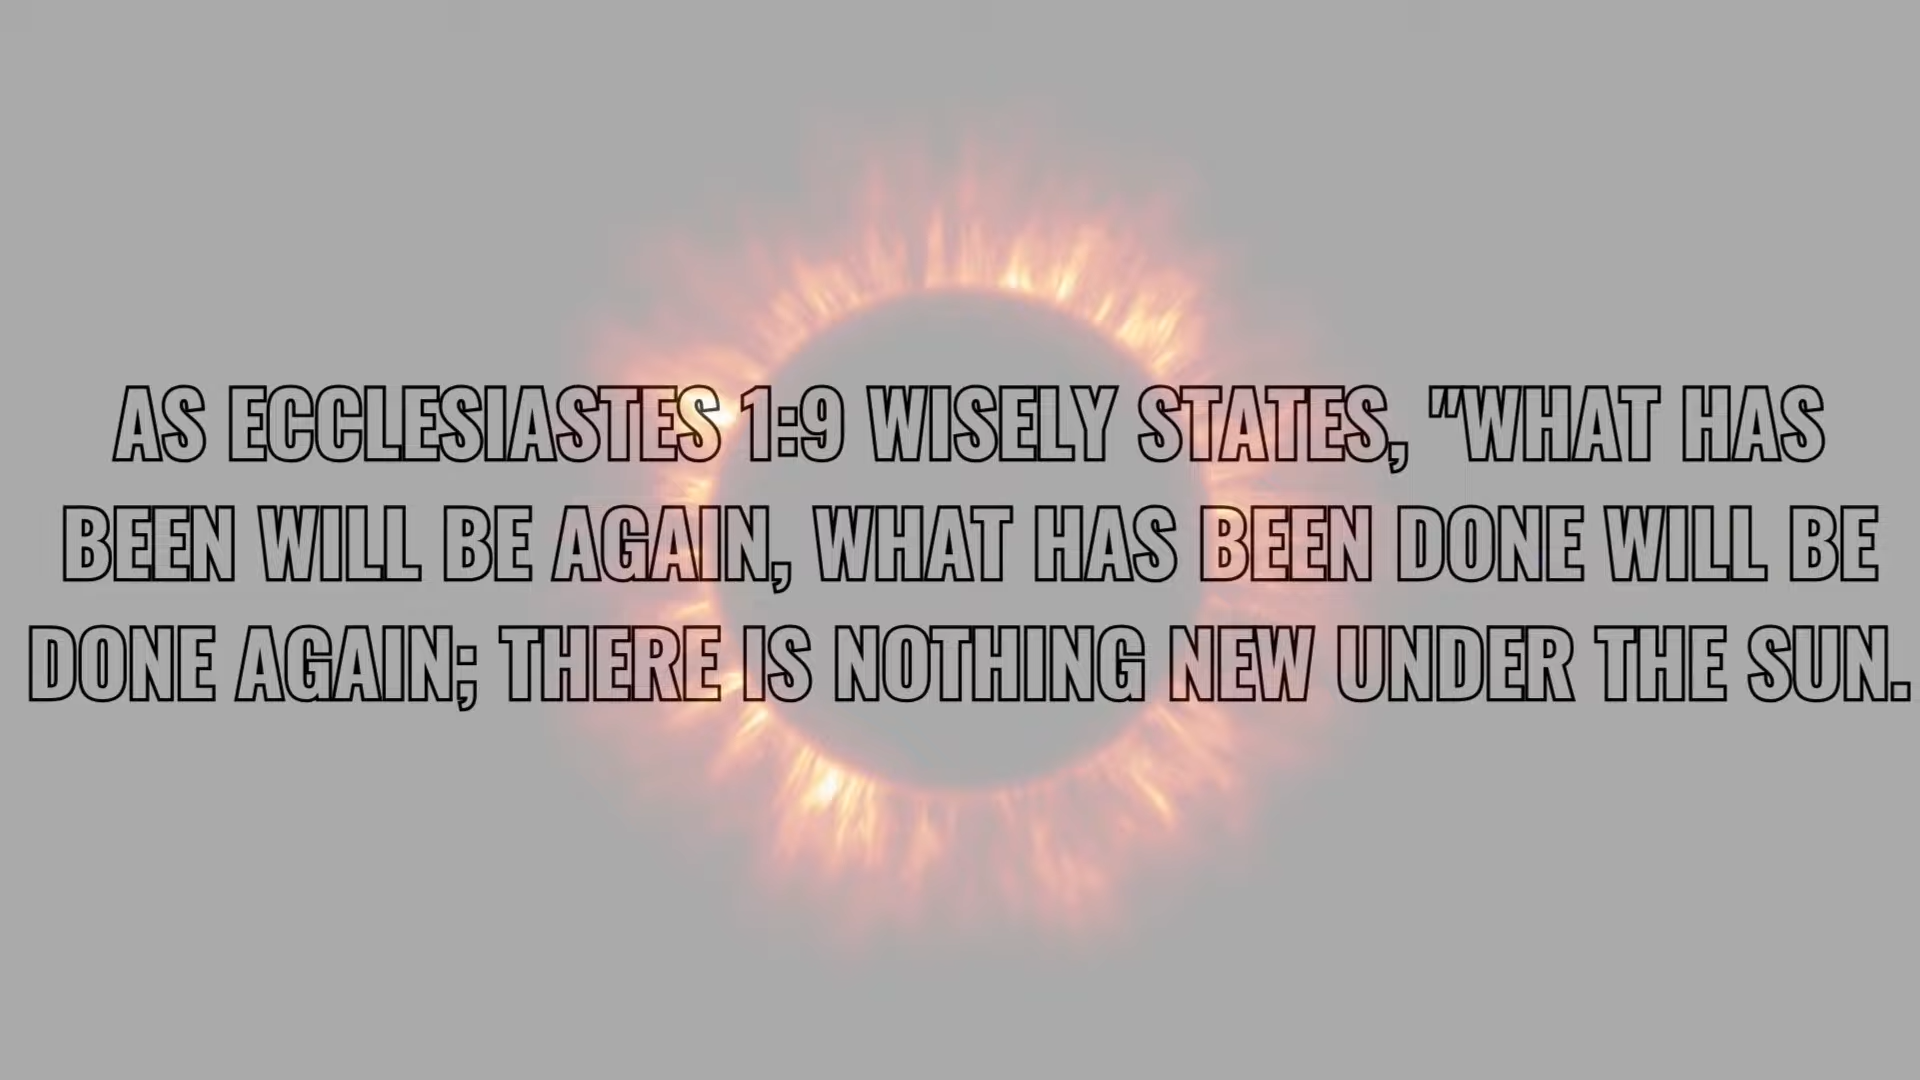 AS ECCLESIASTES 1:9 WISELY STATES, "WHAT HAS
BEEN WILL BE AGAIN, WHAT HAS BEEN DONE WILL BE
DONE AGAIN; THERE IS NOTHING NEW UNDER THE SUN.